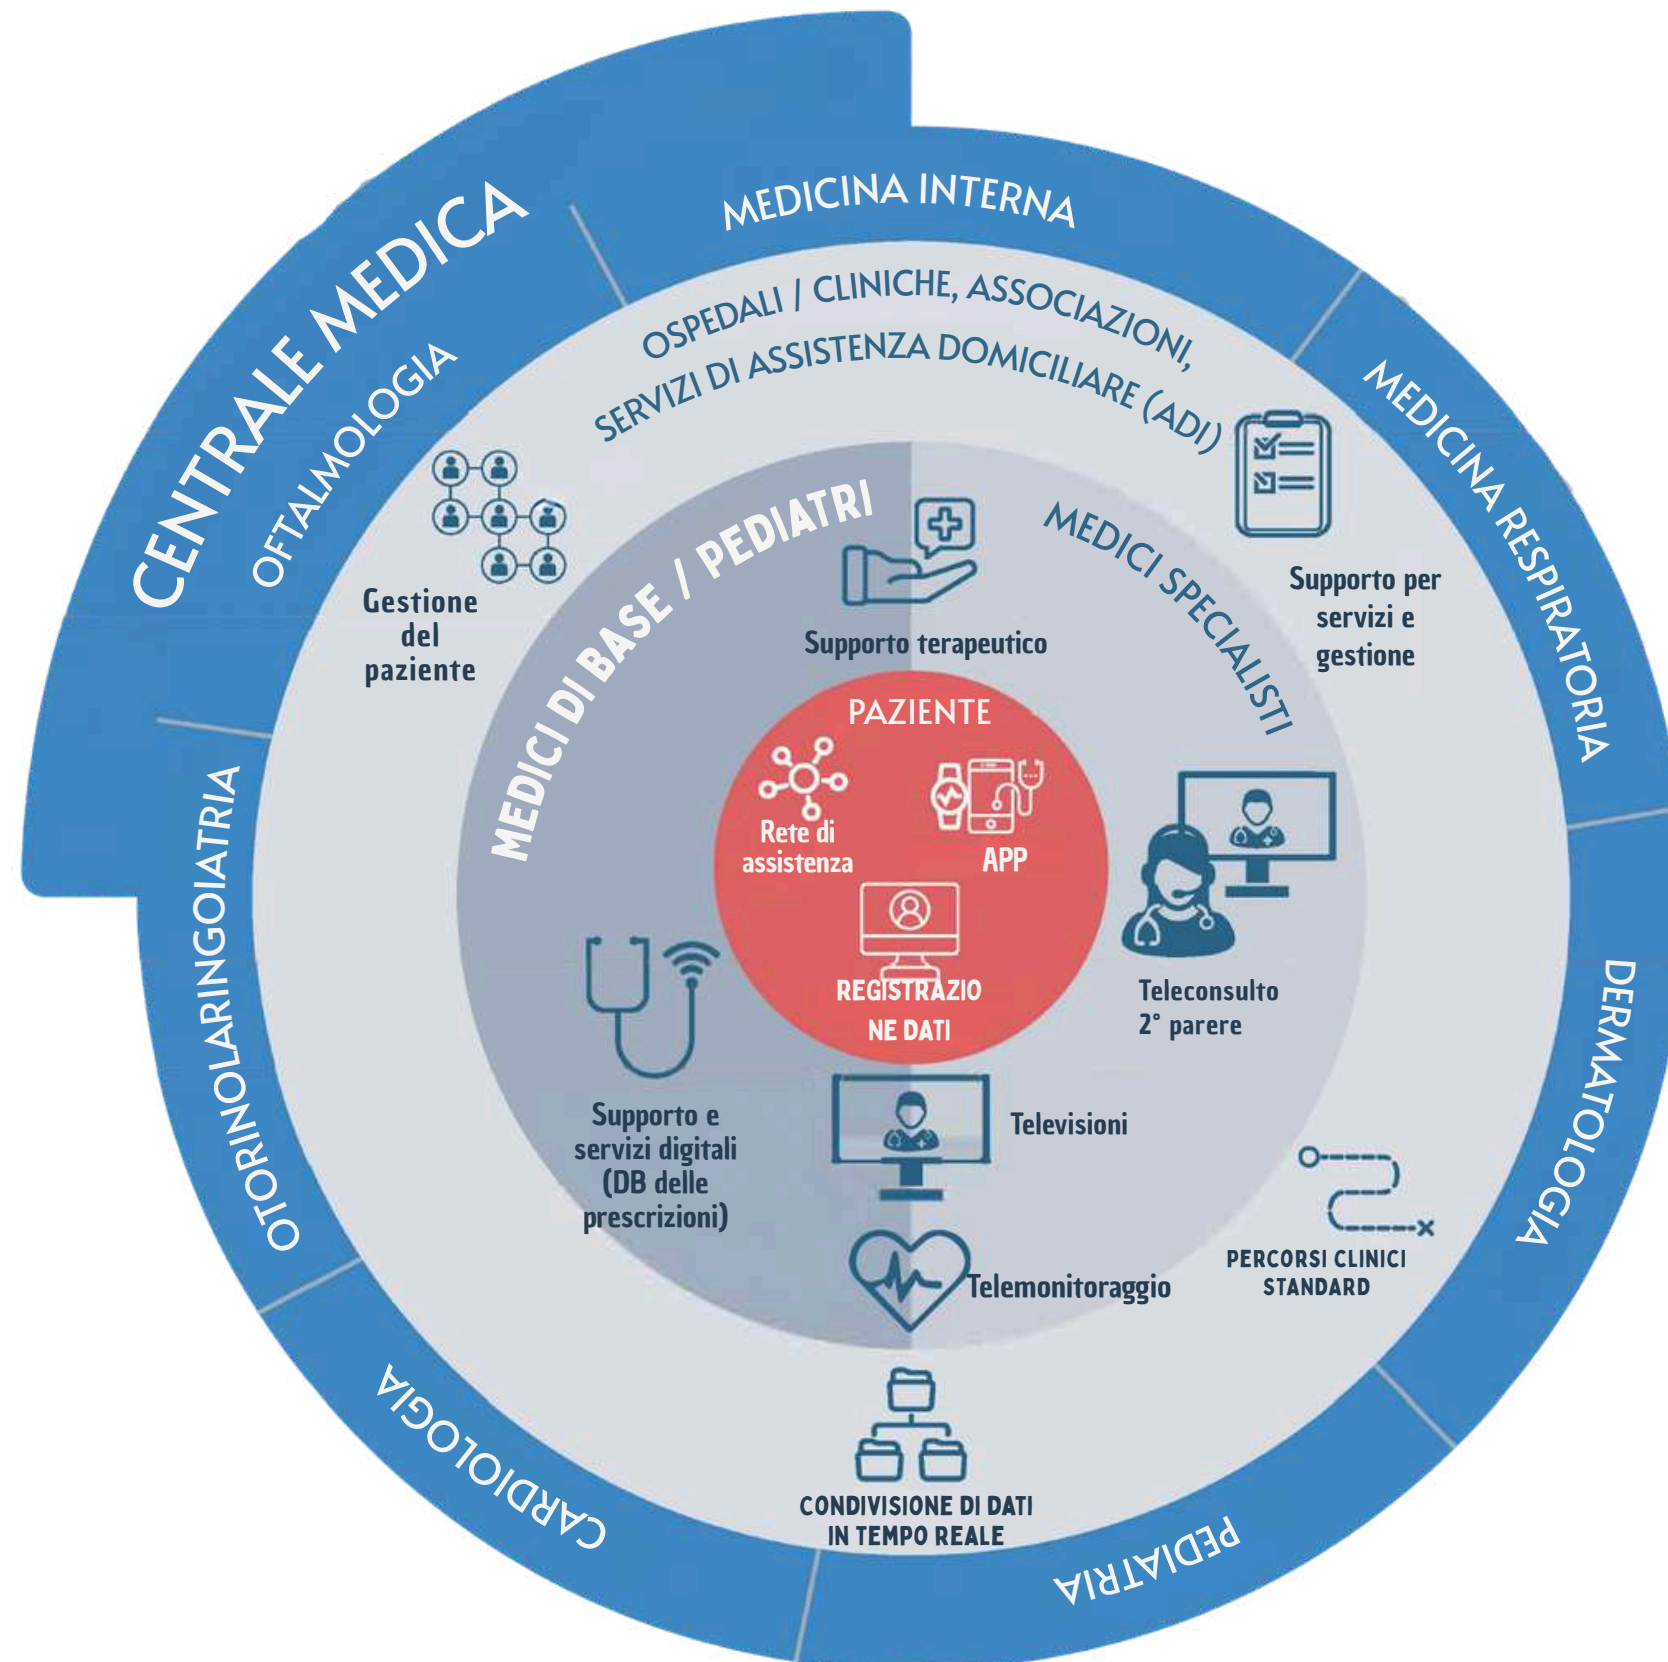 CENTRALE MEDICA
OFTALMOLOGIA
MEDICINA INTERNA
MEDICINA RESPIRATORIA
DERMATOLOGIA
PEDIATRIA
CARDIOLOGIA
OTORINOLARINGOIATRIA
OSPEDALI / CLINICHE, ASSOCIAZIONI,
SERVIZI DI ASSISTENZA DOMICILIARE (ADI)
Gestione
del
paziente
Supporto per
servizi e
gestione
PERCORSI CLINICI
STANDARD
CONDIVISIONE DI DATI
IN TEMPO REALE
MEDICI DI BASE / PEDIATRI
MEDICI SPECIALISTI
Supporto terapeutico
Teleconsulto
2° parere
Televisioni
Telemonitoraggio
Supporto e
servizi digitali
(DB delle
prescrizioni)
PAZIENTE
Rete di
assistenza
APP
REGISTRAZIO
NE DATI